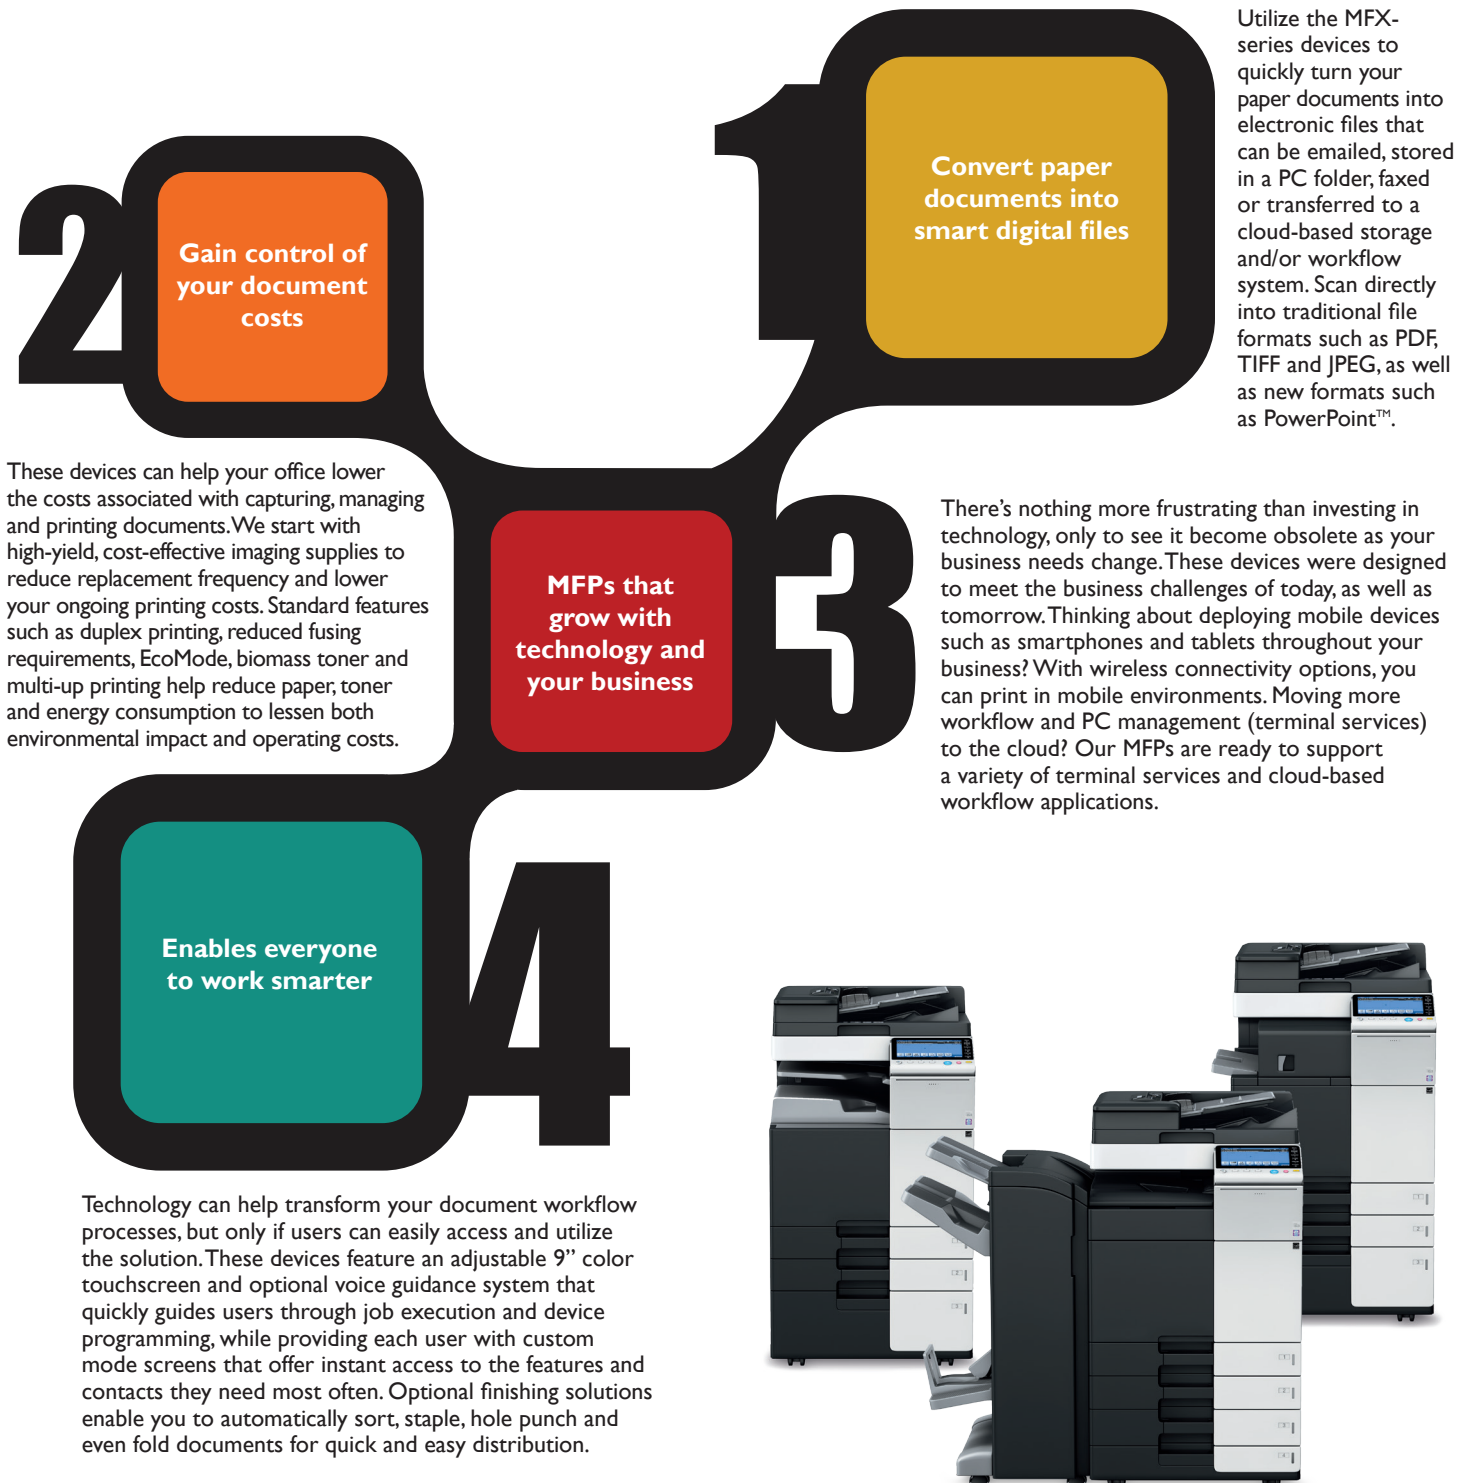 1
Convert paper
documents into
smart digital files
Utilize the MFX-
series devices to
quickly turn your
paper documents into
electronic files that
can be emailed, stored
in a PC folder, faxed
or transferred to a
cloud-based storage
and/or workflow
system. Scan directly
into traditional file
formats such as PDF,
TIFF and JPEG, as well
as new formats such
as PowerPoint™.
2
Gain control of
your document
costs
These devices can help your office lower
the costs associated with capturing, managing
and printing documents. We start with
high-yield, cost-effective imaging supplies to
reduce replacement frequency and lower
your ongoing printing costs. Standard features
such as duplex printing, reduced fusing
requirements, EcoMode, biomass toner and
multi-up printing help reduce paper, toner
and energy consumption to lessen both
environmental impact and operating costs.
MFPs that
grow with
technology and
your business
3
There’s nothing more frustrating than investing in
technology, only to see it become obsolete as your
business needs change. These devices were designed
to meet the business challenges of today, as well as
tomorrow. Thinking about deploying mobile devices
such as smartphones and tablets throughout your
business? With wireless connectivity options, you
can print in mobile environments. Moving more
workflow and PC management (terminal services)
to the cloud? Our MFPs are ready to support
a variety of terminal services and cloud-based
workflow applications.
Enables everyone
to work smarter
4
Technology can help transform your document workflow
processes, but only if users can easily access and utilize
the solution. These devices feature an adjustable 9” color
touchscreen and optional voice guidance system that
quickly guides users through job execution and device
programming, while providing each user with custom
mode screens that offer instant access to the features and
contacts they need most often. Optional finishing solutions
enable you to automatically sort, staple, hole punch and
even fold documents for quick and easy distribution.